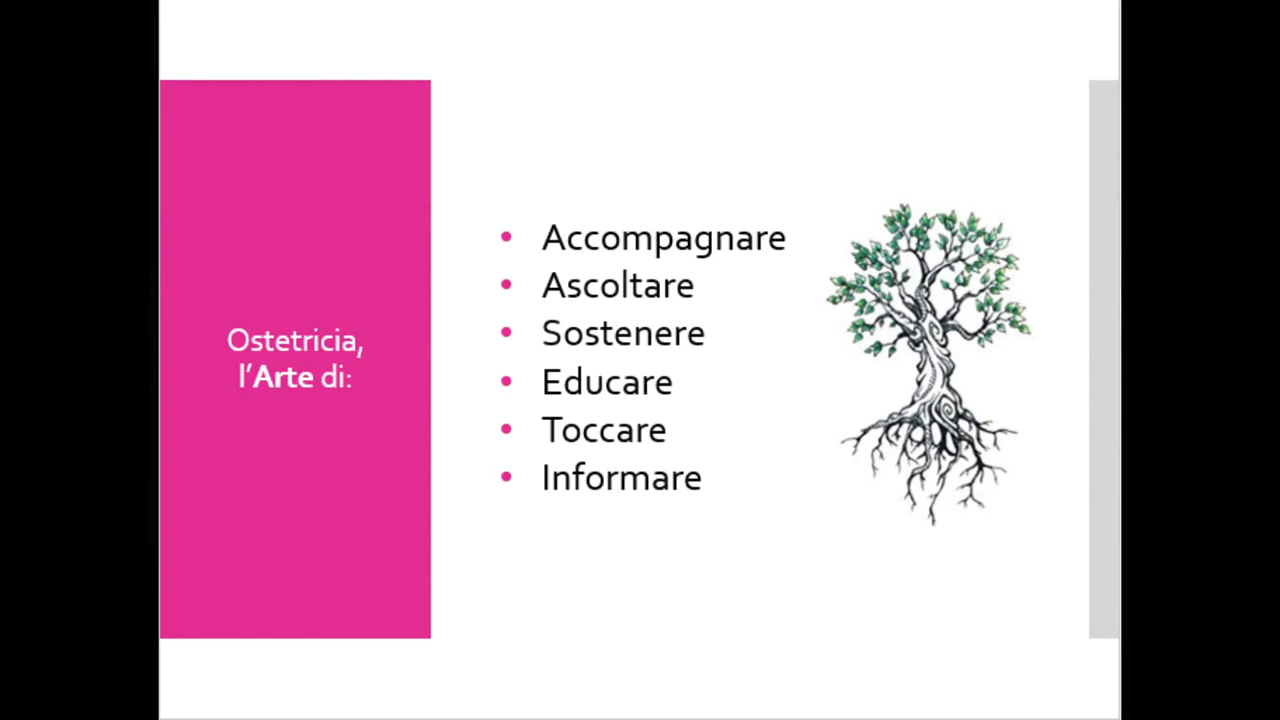 Ostetricia,
l’Arte di:
• Accompagnare
• Ascoltare
• Sostenere
• Educare
• Toccare
• Informare